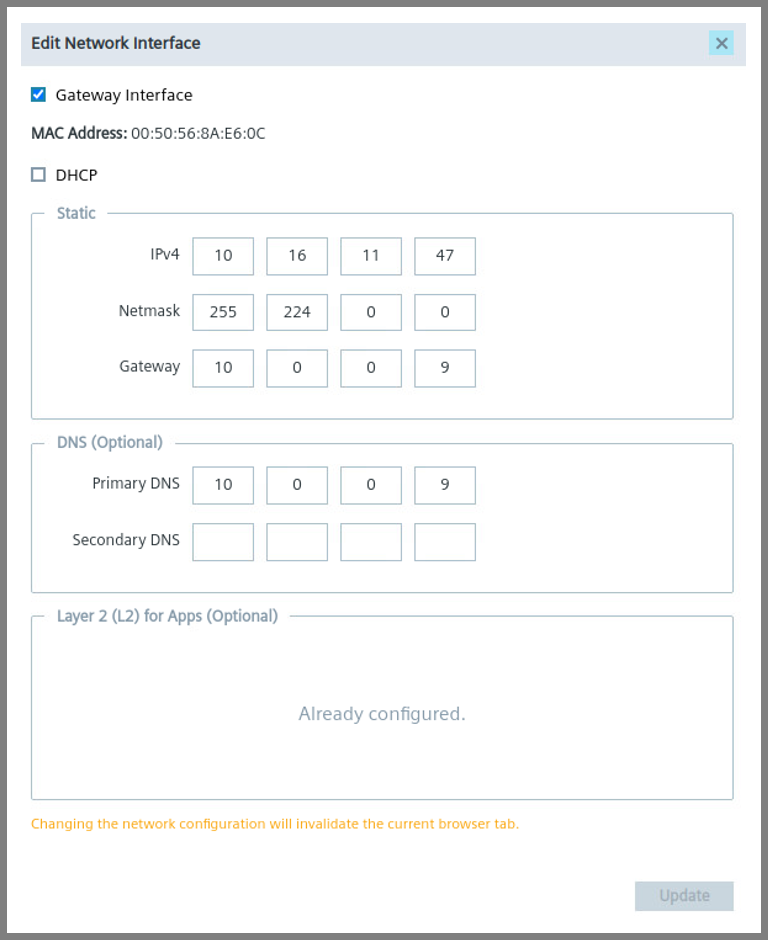 Edit Network Interface
Gateway Interface
MAC Address: 00:50:56:8A:E6:0C
DHCP
Static
IPv4 10 16 11 47
Netmask 255 224 0 0
Gateway 10 0 0 9
DNS (Optional)
Primary DNS 10 0 0 9
Secondary DNS
Layer 2 (L2) for Apps (Optional)
Already configured.
Changing the network configuration will invalidate the current browser tab.
Update